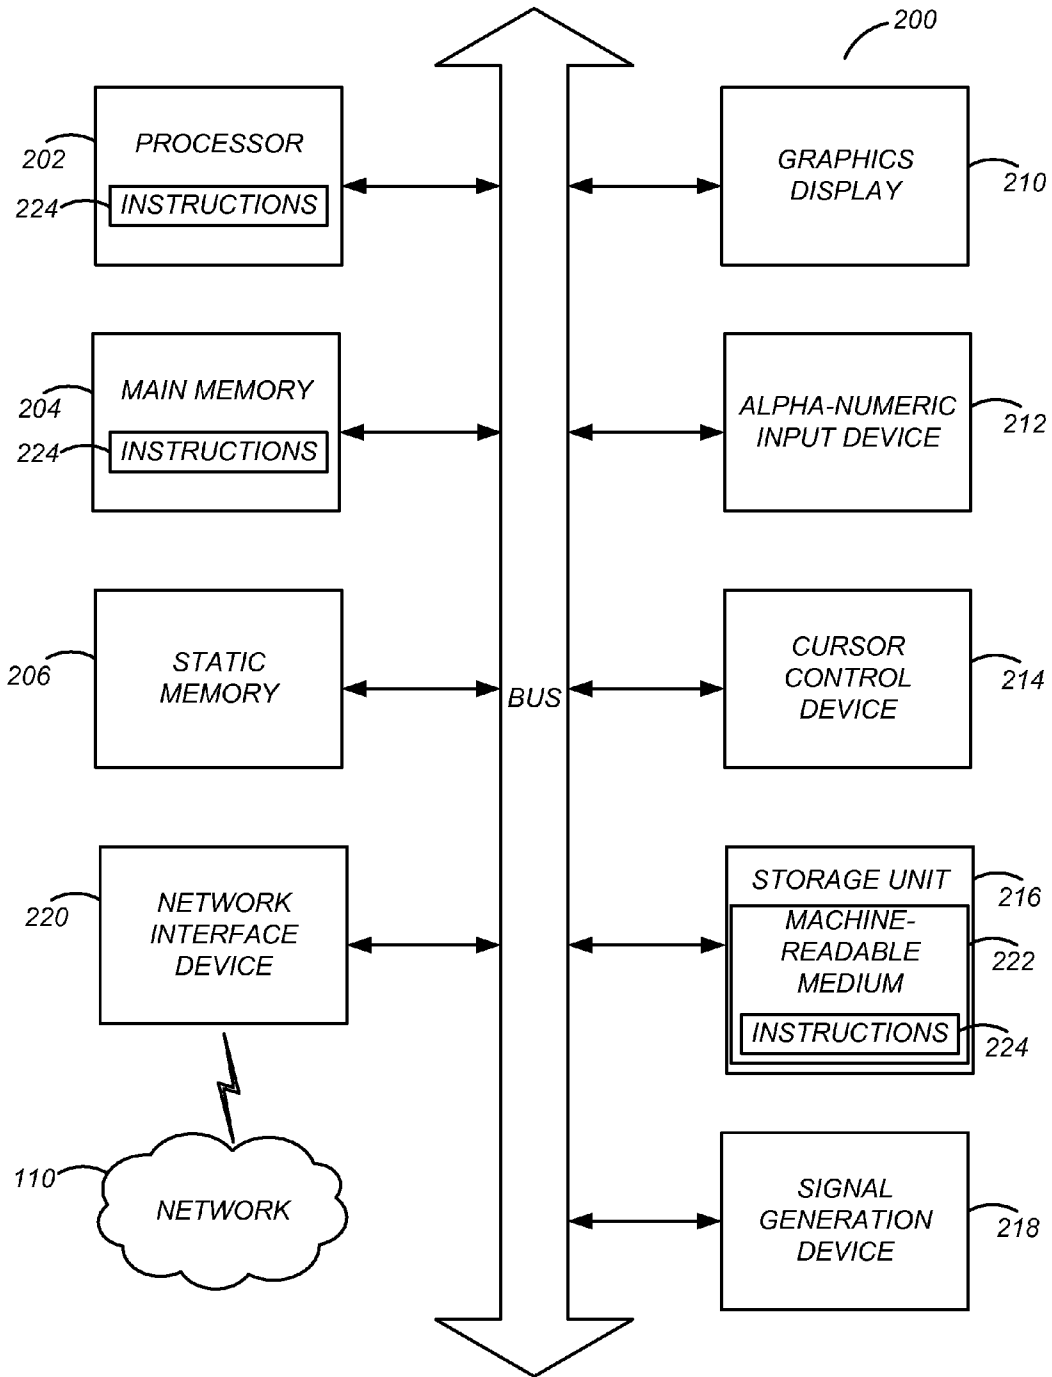 200
PROCESSOR
202
224
INSTRUCTIONS
GRAPHICS
DISPLAY
210
MAIN MEMORY
204
224
INSTRUCTIONS
ALPHA-NUMERIC
INPUT DEVICE
212
STATIC
MEMORY
206
BUS
CURSOR
CONTROL
DEVICE
214
NETWORK
INTERFACE
DEVICE
220
STORAGE UNIT
216
MACHINE-
READABLE
MEDIUM
222
INSTRUCTIONS
224
110
NETWORK
SIGNAL
GENERATION
DEVICE
218